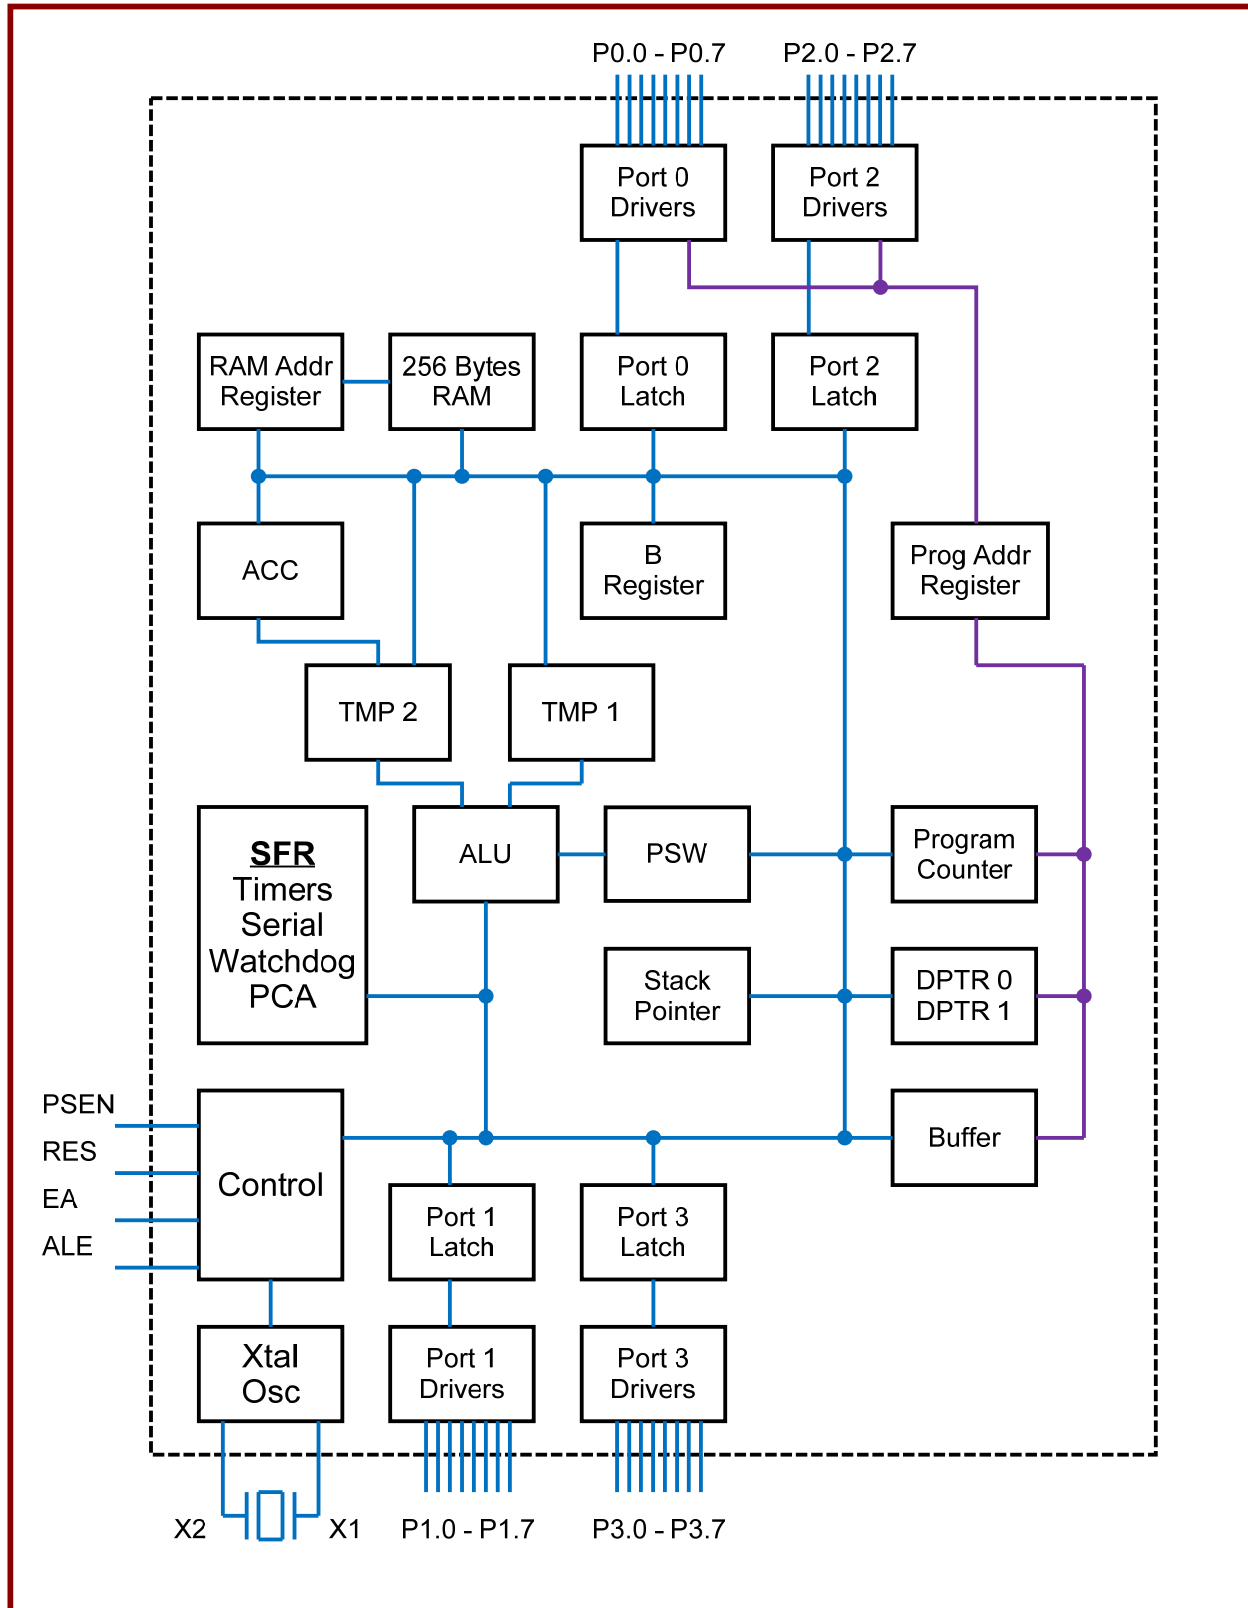 P0.0 - P0.7
P2.0 - P2.7
Port 0
Drivers
Port 2
Drivers
RAM Addr
Register
256 Bytes
RAM
Port 0
Latch
Port 2
Latch
ACC
B
Register
Prog Addr
Register
TMP 2
TMP 1
SFR
Timers
Serial
Watchdog
PCA
ALU
PSW
Program
Counter
Stack
Pointer
DPTR 0
DPTR 1
PSEN
RES
EA
ALE
Control
Buffer
Port 1
Latch
Port 3
Latch
Xtal
Osc
Port 1
Drivers
Port 3
Drivers
X2
X1
P1.0 - P1.7
P3.0 - P3.7